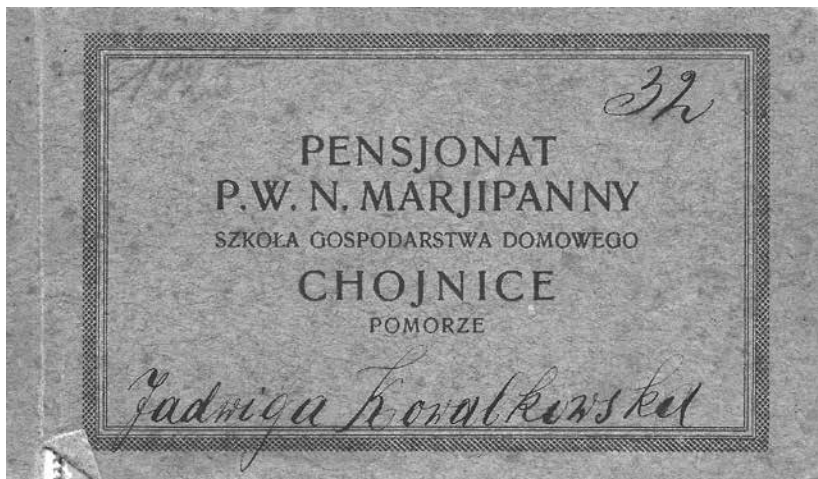 32
PENSJONAT
P.W.N. MARJIPANNY
SZKOŁA GOSPODARSTWA DOMOWEGO
CHOJNICE
POMORZE
Jadwiga Kowalkowska